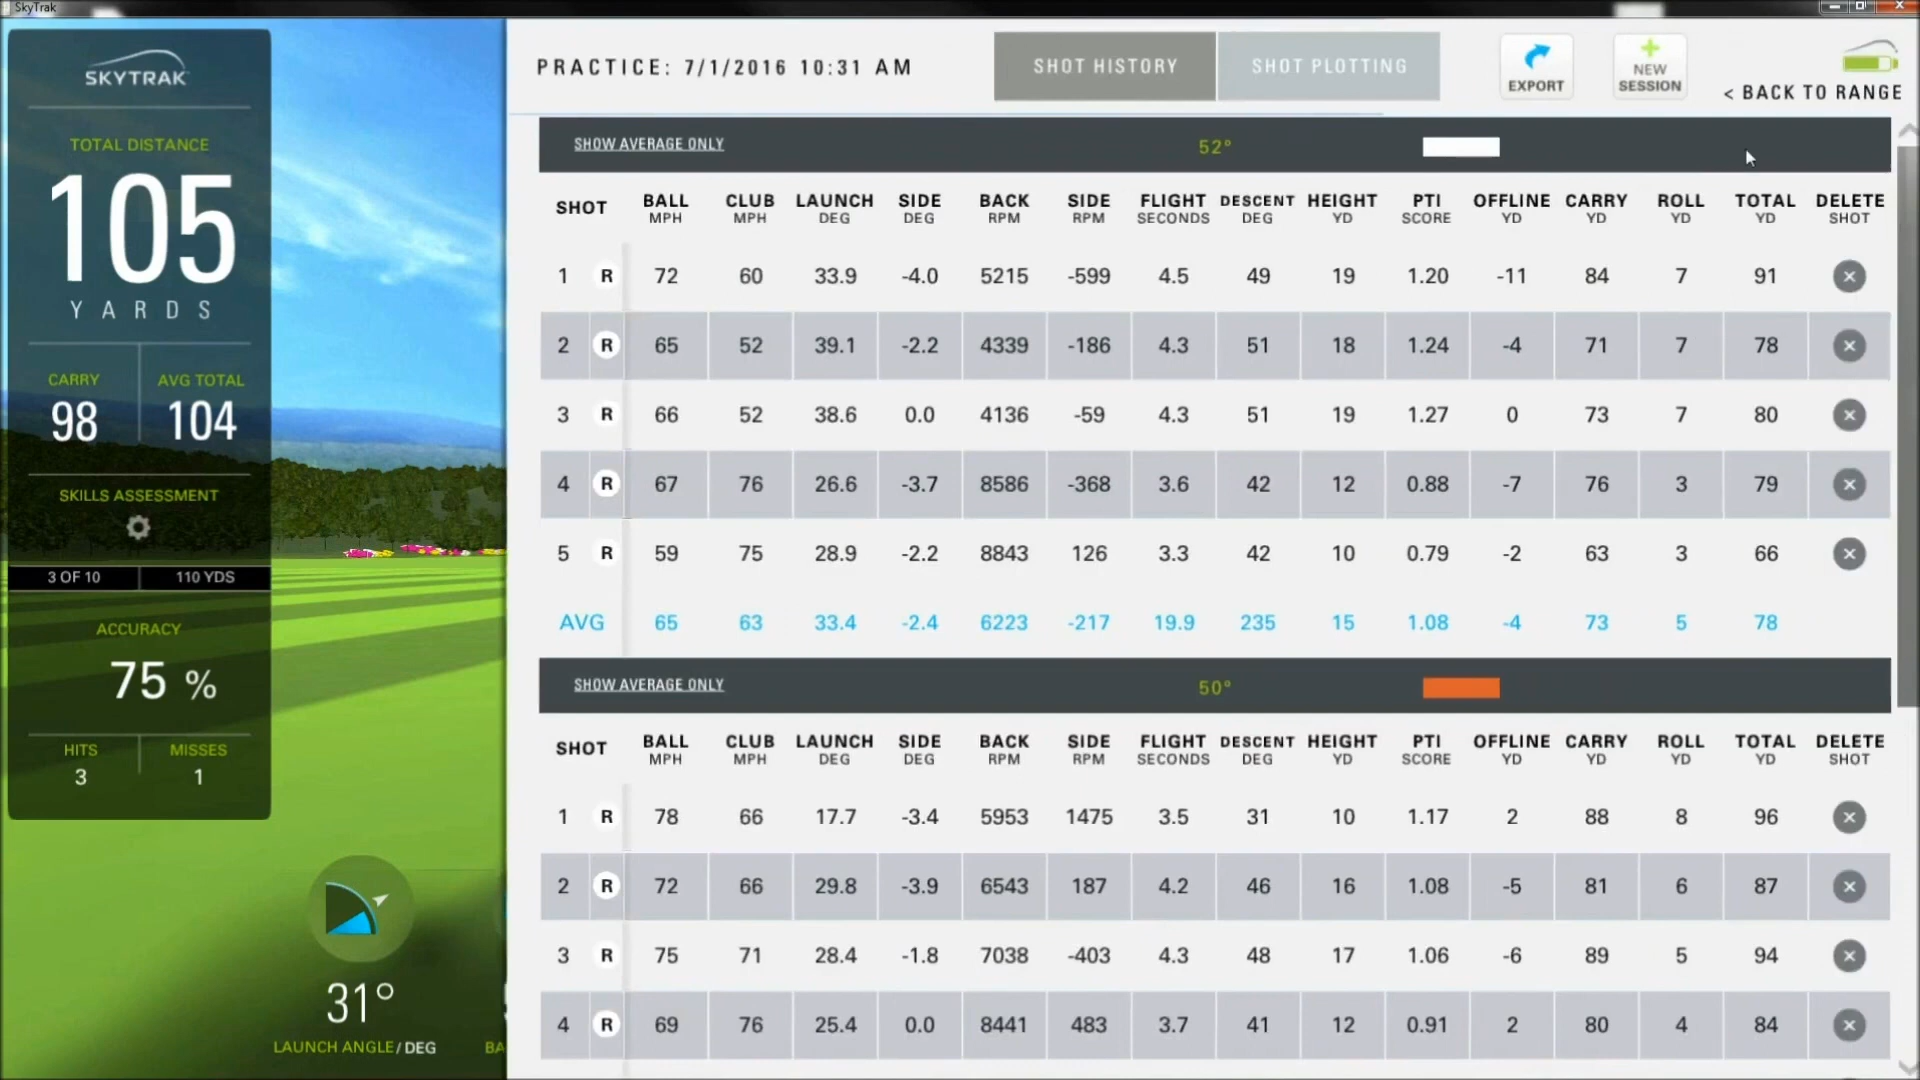 SkyTrak
SKYTRAK
TOTAL DISTANCE
105
YARDS
CARRY AVG TOTAL
98 104
SKILLS ASSESSMENT
3 OF 10 110 YDS
ACCURACY
75 %
HITS MISSES
3 1
31°
LAUNCH ANGLE/DEG BA
PRACTICE: 7/1/2016 10:31 AM
SHOT HISTORY SHOT PLOTTING
EXPORT
NEW
SESSION
< BACK TO RANGE
SHOW AVERAGE ONLY 52°
SHOT BALL CLUB LAUNCH SIDE BACK SIDE FLIGHT DESCENT HEIGHT PTI OFFLINE CARRY ROLL TOTAL DELETE
MPH MPH DEG DEG RPM RPM SECONDS DEG YD SCORE YD YD YD YD SHOT
1 R 72 60 33.9 -4.0 5215 -599 4.5 49 19 1.20 -11 84 7 91
2 R 65 52 39.1 -2.2 4339 -186 4.3 51 18 1.24 -4 71 7 78
3 R 66 52 38.6 0.0 4136 -59 4.3 51 19 1.27 0 73 7 80
4 R 67 76 26.6 -3.7 8586 -368 3.6 42 12 0.88 -7 76 3 79
5 R 59 75 28.9 -2.2 8843 126 3.3 42 10 0.79 -2 63 3 66
AVG 65 63 33.4 -2.4 6223 -217 19.9 235 15 1.08 -4 73 5 78
SHOW AVERAGE ONLY 50°
SHOT BALL CLUB LAUNCH SIDE BACK SIDE FLIGHT DESCENT HEIGHT PTI OFFLINE CARRY ROLL TOTAL DELETE
MPH MPH DEG DEG RPM RPM SECONDS DEG YD SCORE YD YD YD YD SHOT
1 R 78 66 17.7 -3.4 5953 1475 3.5 31 10 1.17 2 88 8 96
2 R 72 66 29.8 -3.9 6543 187 4.2 46 16 1.08 -5 81 6 87
3 R 75 71 28.4 -1.8 7038 -403 4.3 48 17 1.06 -6 89 5 94
4 R 69 76 25.4 0.0 8441 483 3.7 41 12 0.91 2 80 4 84